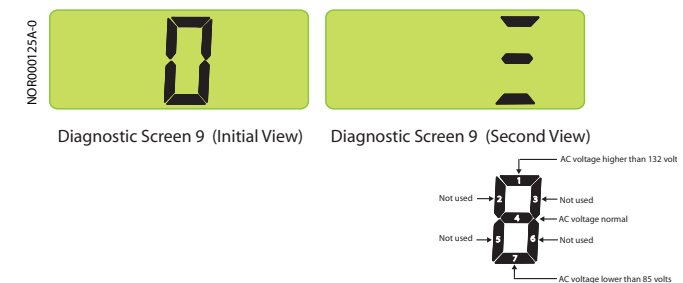 NOR000125A-0
0
Diagnostic Screen 9 (Initial View)
Diagnostic Screen 9 (Second View)
AC voltage higher than 132 volt
1
Not used
2
3
Not used
4
AC voltage normal
Not used
5
6
Not used
7
AC voltage lower than 85 volts